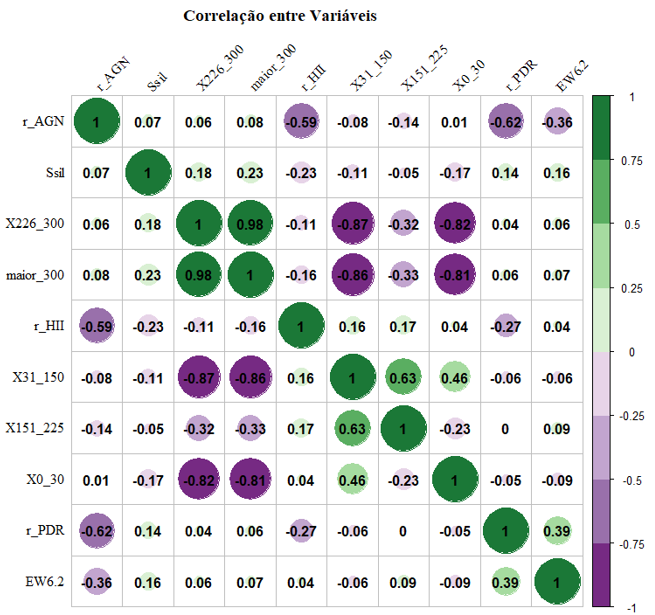 Correlação entre Variáveis
r_AGN Ssil X226_300 maior_300 r_HII X31_150 X151_225 X0_30 r_PDR EW6.2
r_AGN 1 0.07 0.06 0.08 -0.59 -0.08 -0.14 0.01 -0.62 -0.36
Ssil 0.07 1 0.18 0.23 -0.23 -0.11 -0.05 -0.17 0.14 0.16
X226_300 0.06 0.18 1 0.98 -0.11 -0.87 -0.32 -0.82 0.04 0.06
maior_300 0.08 0.23 0.98 1 -0.16 -0.86 -0.33 -0.81 0.06 0.07
r_HII -0.59 -0.23 -0.11 -0.16 1 0.16 0.17 0.04 -0.27 0.04
X31_150 -0.08 -0.11 -0.87 -0.86 0.16 1 0.63 0.46 -0.06 -0.06
X151_225 -0.14 -0.05 -0.32 -0.33 0.17 0.63 1 -0.23 0 0.09
X0_30 0.01 -0.17 -0.82 -0.81 0.04 0.46 -0.23 1 -0.05 -0.09
r_PDR -0.62 0.14 0.04 0.06 -0.27 -0.06 0 -0.05 1 0.39
EW6.2 -0.36 0.16 0.06 0.07 0.04 -0.06 0.09 -0.09 0.39 1
1
0.75
0.5
0.25
0
-0.25
-0.5
-0.75
-1